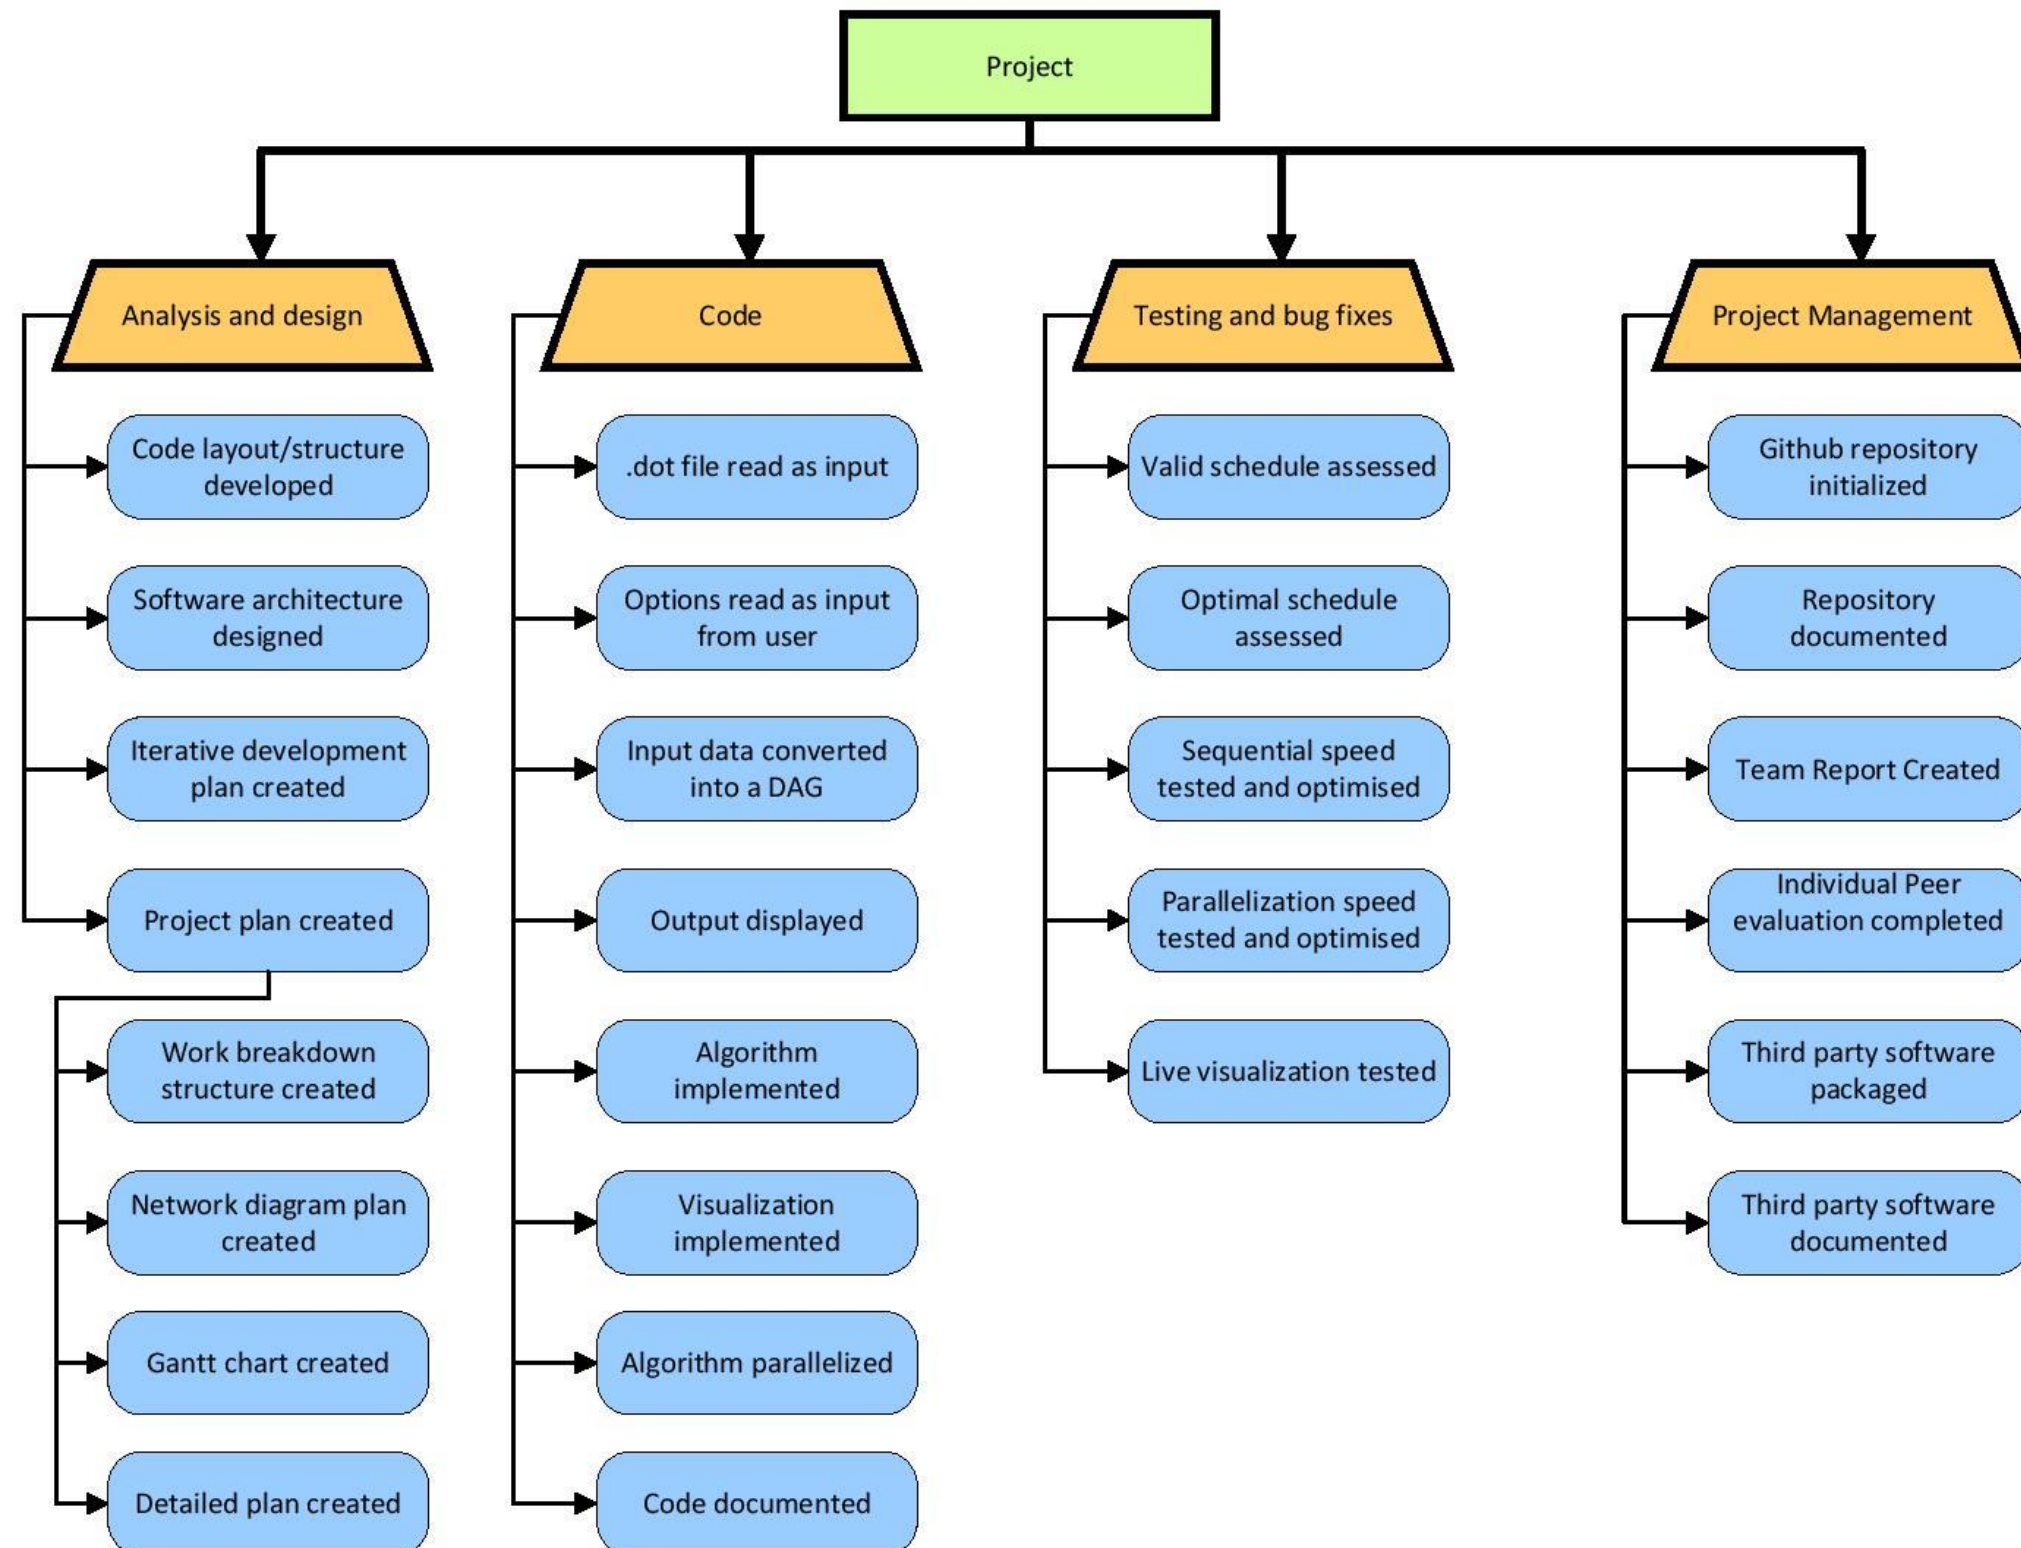 Project
Analysis and design
Code layout/structure
developed
Software architecture
designed
Iterative development
plan created
Project plan created
Work breakdown
structure created
Network diagram plan
created
Gantt chart created
Detailed plan created
Code
.dot file read as input
Options read as input
from user
Input data converted
into a DAG
Output displayed
Algorithm
implemented
Visualization
implemented
Algorithm parallelized
Code documented
Testing and bug fixes
Valid schedule assessed
Optimal schedule
assessed
Sequential speed
tested and optimised
Parallelization speed
tested and optimised
Live visualization tested
Project Management
Github repository
initialized
Repository
documented
Team Report Created
Individual Peer
evaluation completed
Third party software
packaged
Third party software
documented